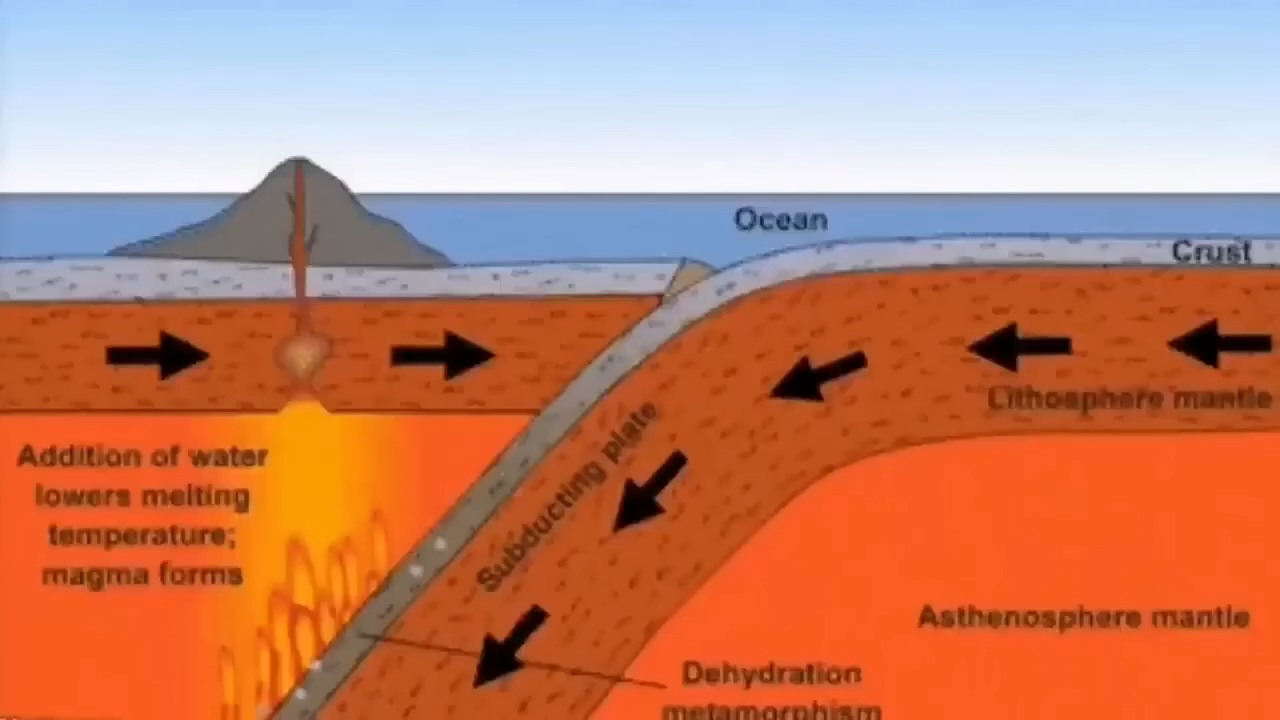 Ocean
Crust
Lithosphere mantle
Subducting plate
Addition of water
lowers melting
temperature;
magma forms
Asthenosphere mantle
Dehydration
metamorphism